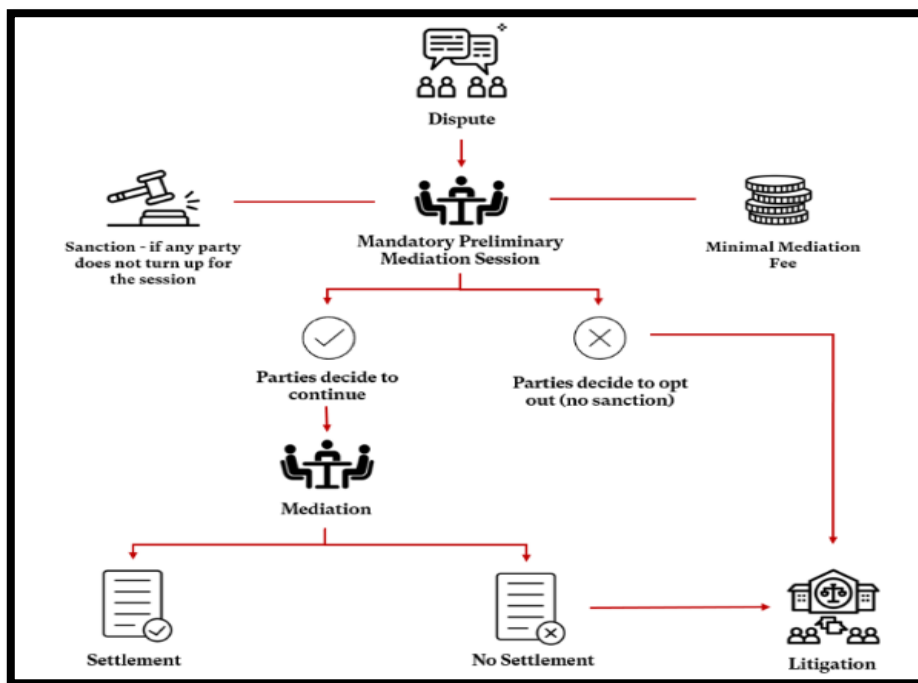 Dispute
Sanction - if any party
does not turn up for
the session
Mandatory Preliminary
Mediation Session
Minimal Mediation
Fee
Parties decide to
continue
Parties decide to opt
out (no sanction)
Mediation
Settlement
No Settlement
Litigation